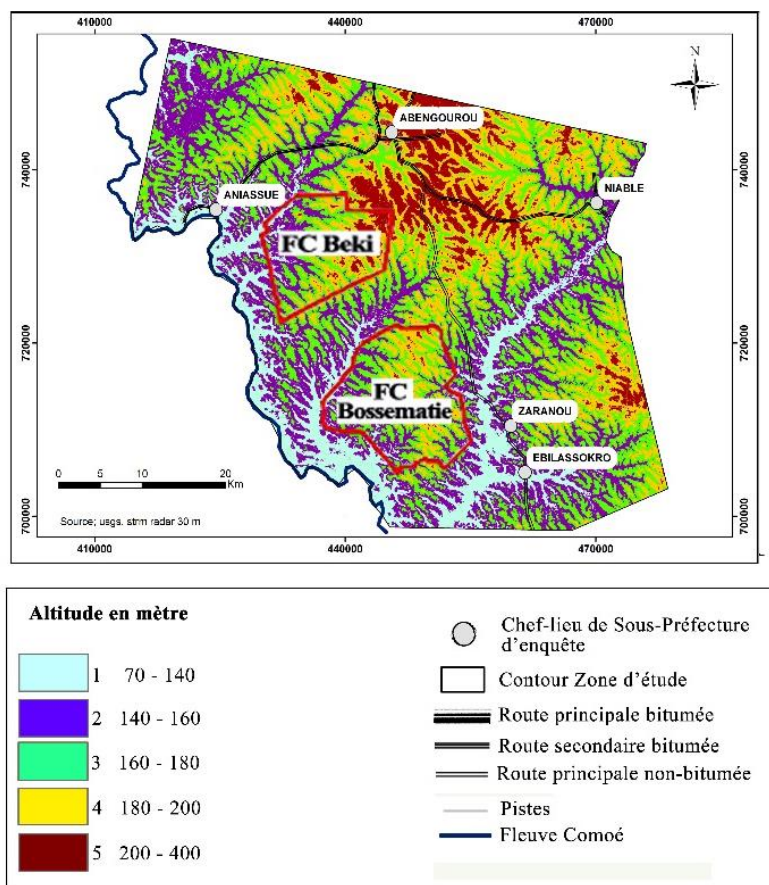 410000 440000 470000
N
ABENGOUROU
740000 740000
ANIASSUE
NIABLE
FC Beki
720000 720000
FC
Bossematie
ZARANOU
EBILASSOKRO
0 5 10 20
Km
700000 700000
Source; usgs. strm radar 30 m
410000 440000 470000
Altitude en mètre
1 70 - 140
2 140 - 160
3 160 - 180
4 180 - 200
5 200 - 400
Chef-lieu de Sous-Préfecture
d'enquête
Contour Zone d'étude
Route principale bitumée
Route secondaire bitumée
Route principale non-bitumée
Pistes
Fleuve Comoé